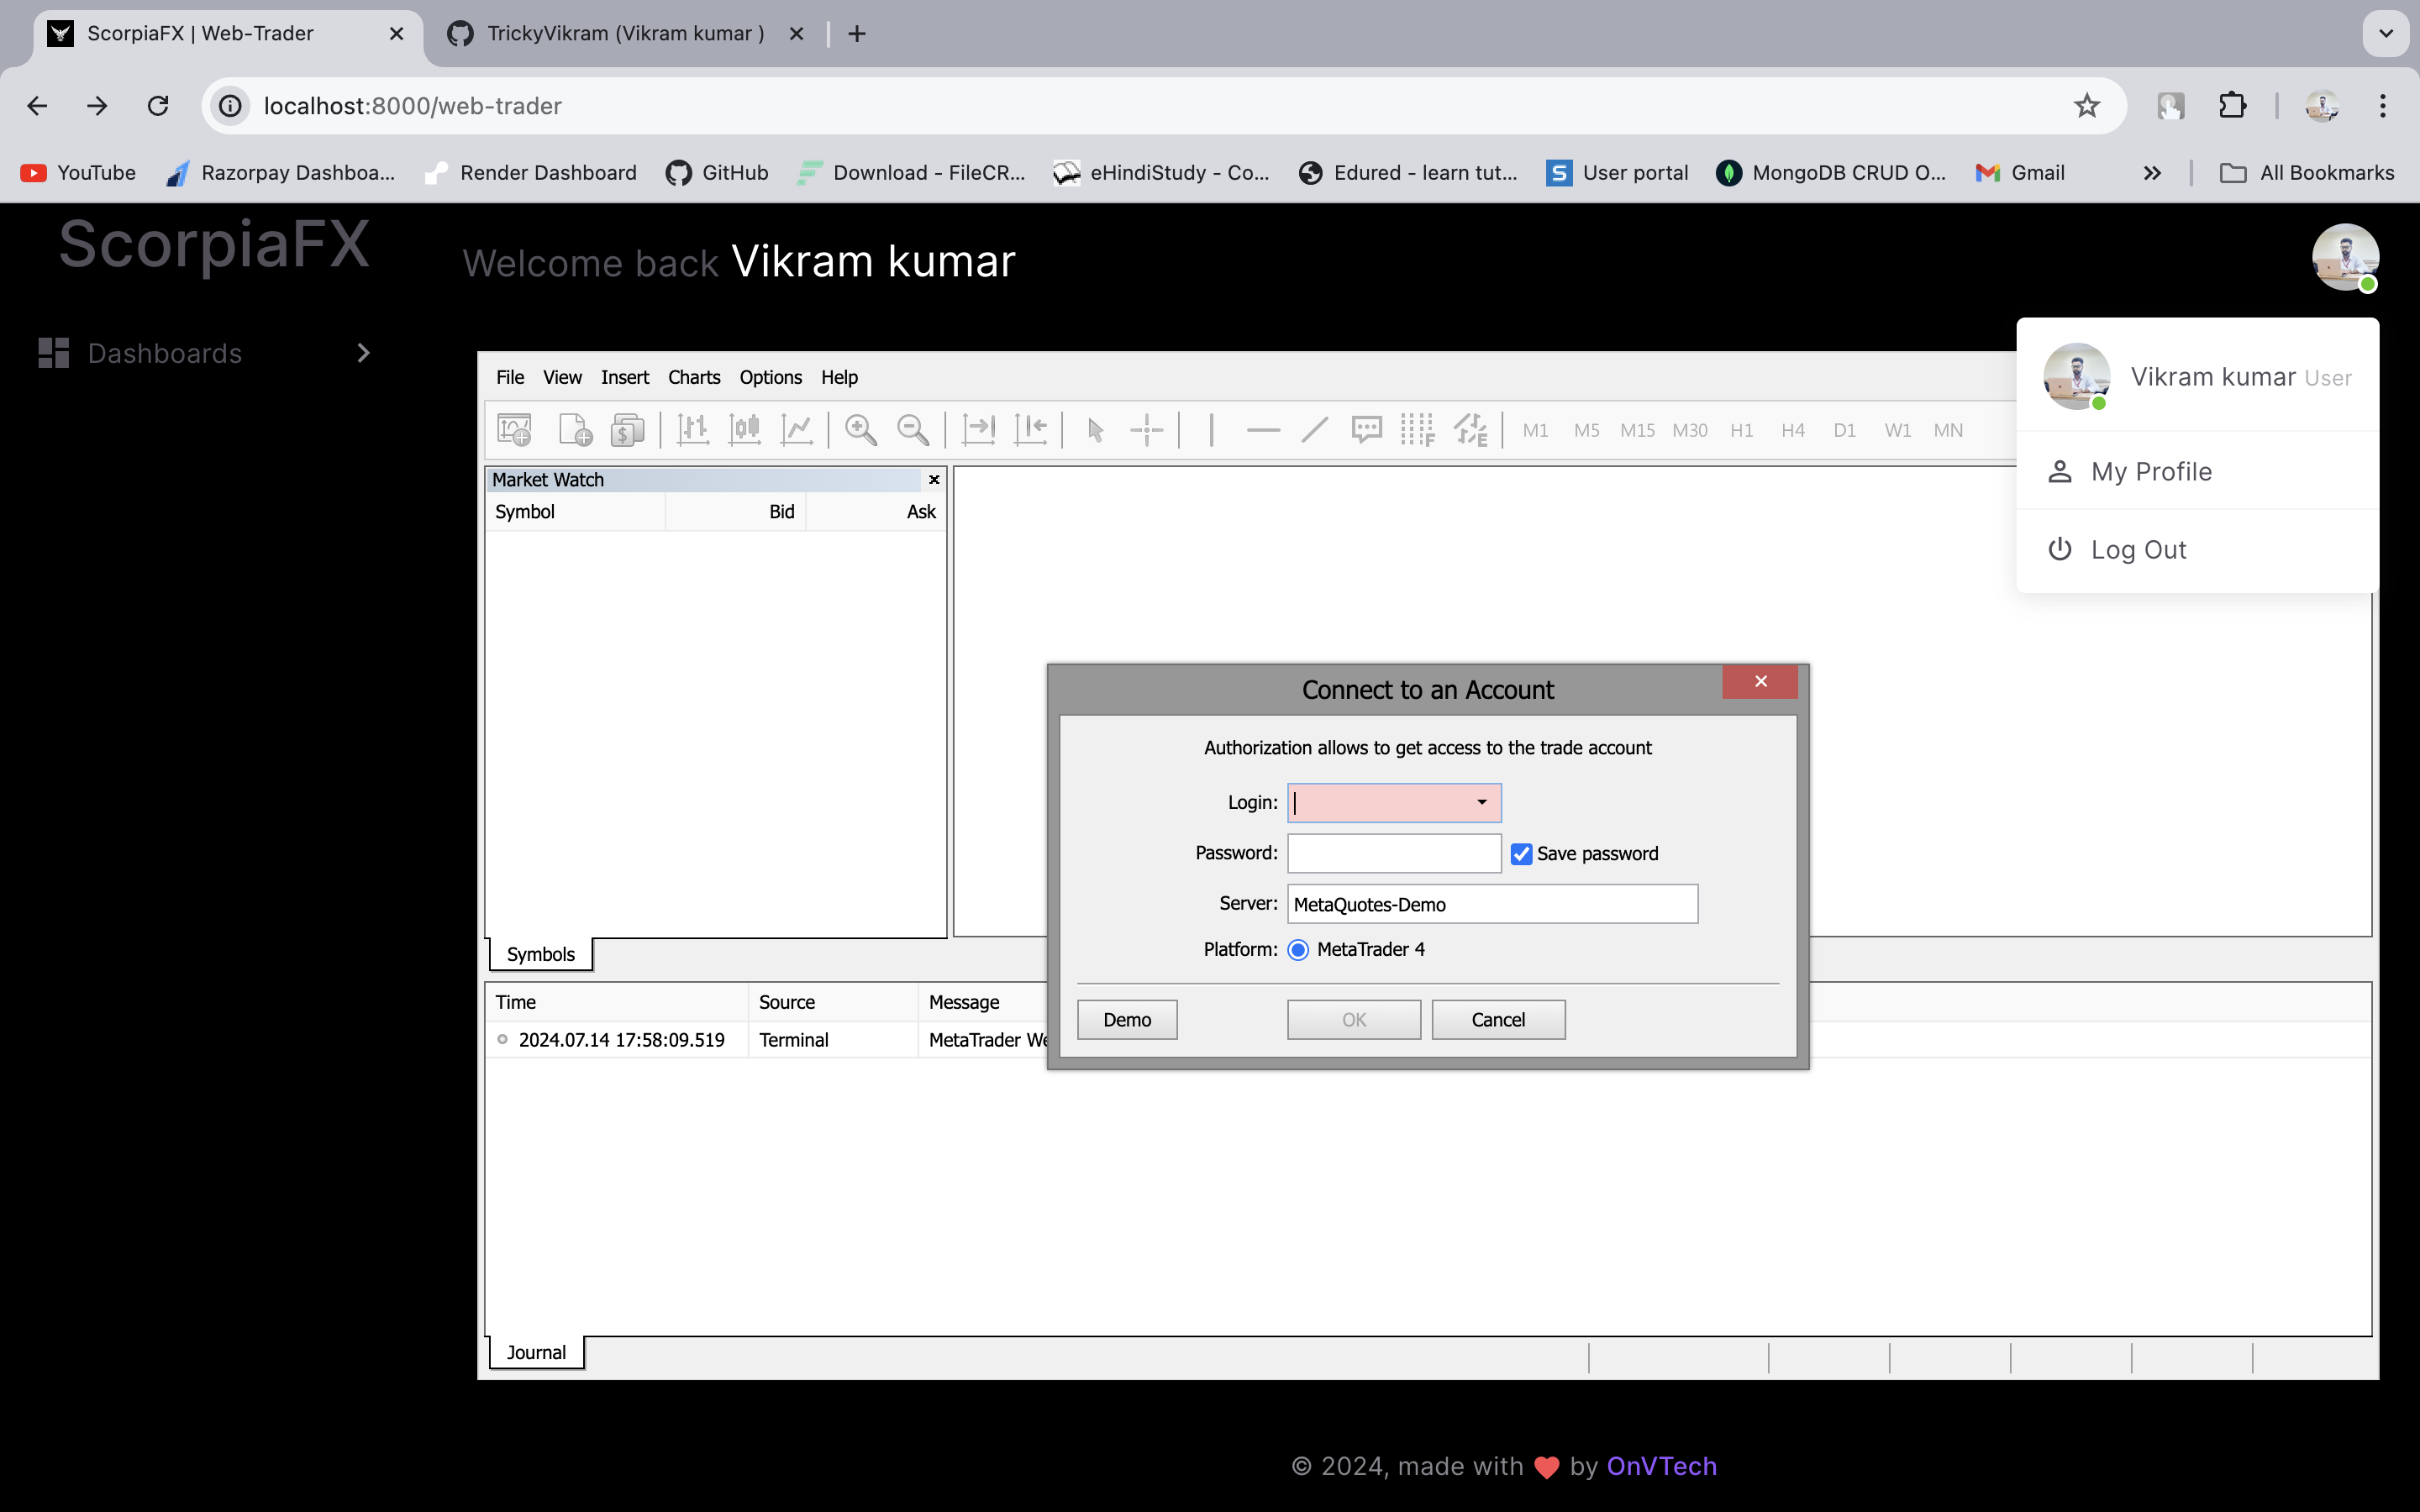 ScorpiaFX | Web-Trader
TrickyVikram (Vikram kumar )
localhost:8000/web-trader
YouTube
Razorpay Dashboa...
Render Dashboard
GitHub
Download - FileCR...
eHindiStudy - Co...
Edured - learn tut...
User portal
MongoDB CRUD O...
Gmail
All Bookmarks
ScorpiaFX
Welcome back Vikram kumar
Dashboards
Vikram kumar User
My Profile
Log Out
File View Insert Charts Options Help
M1 M5 M15 M30 H1 H4 D1 W1 MN
Market Watch
Symbol Bid Ask
Symbols
Connect to an Account
Authorization allows to get access to the trade account
Login:
Password:
Save password
Server: MetaQuotes-Demo
Platform: MetaTrader 4
Demo OK Cancel
Time Source Message
2024.07.14 17:58:09.519 Terminal MetaTrader We
Journal
© 2024, made with ❤️ by OnVTech